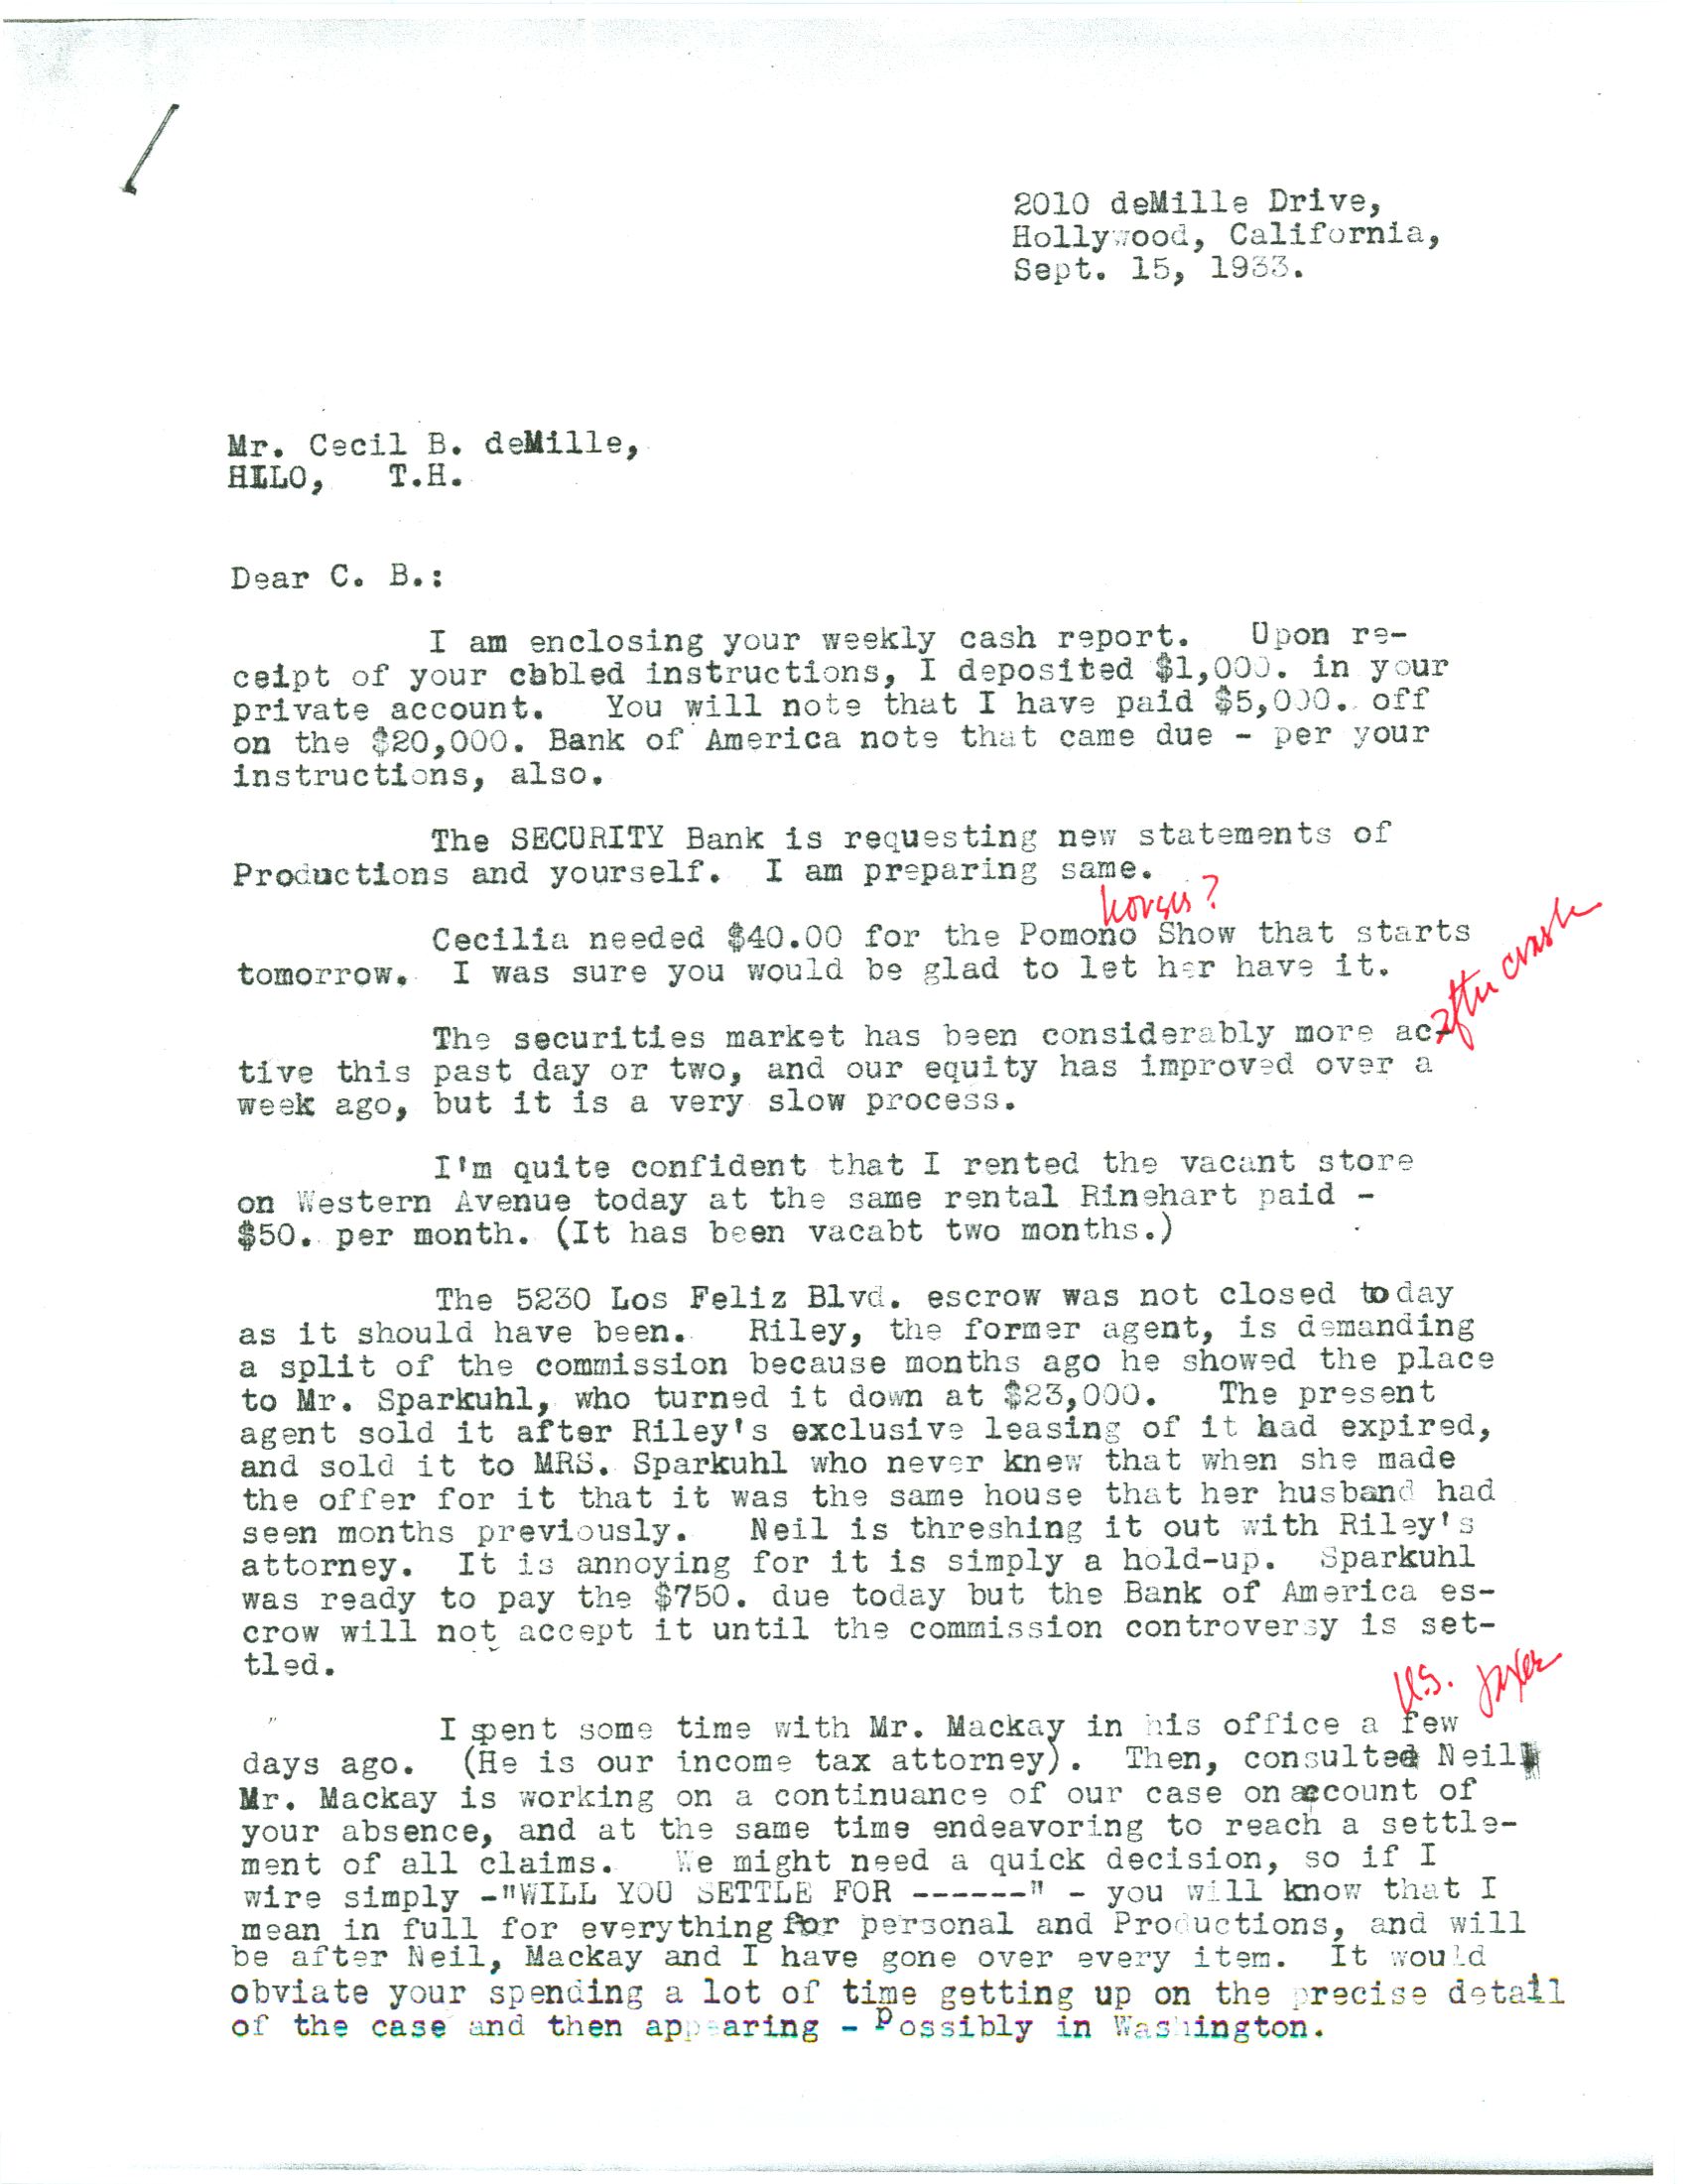 2010 deMille Drive,
Hollywood, California,
Sept. 15, 1933.
Mr. Cecil B. deMille,
HILO, T.H.
Dear C. B.:
I am enclosing your weekly cash report. Upon re-
ceipt of your cbbled instructions, I deposited $1,000. in your
private account. You will note that I have paid $5,000. off
on the $20,000. Bank of America note that came due - per your
instructions, also.
The SECURITY Bank is requesting new statements of
Productions and yourself. I am preparing same.
horses?
Cecilia needed $40.00 for the Pomono Show that starts
tomorrow. I was sure you would be glad to let her have it.
after crash
The securities market has been considerably more ac-
tive this past day or two, and our equity has improved over a
week ago, but it is a very slow process.
I'm quite confident that I rented the vacant store
on Western Avenue today at the same rental Rinehart paid -
$50. per month. (It has been vacabt two months.)
The 5230 Los Feliz Blvd. escrow was not closed today
as it should have been. Riley, the former agent, is demanding
a split of the commission because months ago he showed the place
to Mr. Sparkuhl, who turned it down at $23,000. The present
agent sold it after Riley's exclusive leasing of it had expired,
and sold it to MRS. Sparkuhl who never knew that when she made
the offer for it that it was the same house that her husband had
seen months previously. Neil is threshing it out with Riley's
attorney. It is annoying for it is simply a hold-up. Sparkuhl
was ready to pay the $750. due today but the Bank of America es-
crow will not accept it until the commission controversy is set-
tled.
U.S. taxes
I spent some time with Mr. Mackay in his office a few
days ago. (He is our income tax attorney). Then, consulted Neil
Mr. Mackay is working on a continuance of our case on account of
your absence, and at the same time endeavoring to reach a settle-
ment of all claims. We might need a quick decision, so if I
wire simply -"WILL YOU SETTLE FOR ------" - you will know that I
mean in full for everything for personal and Productions, and will
be after Neil, Mackay and I have gone over every item. It would
obviate your spending a lot of time getting up on the precise detail
of the case and then appearing - Possibly in Washington.